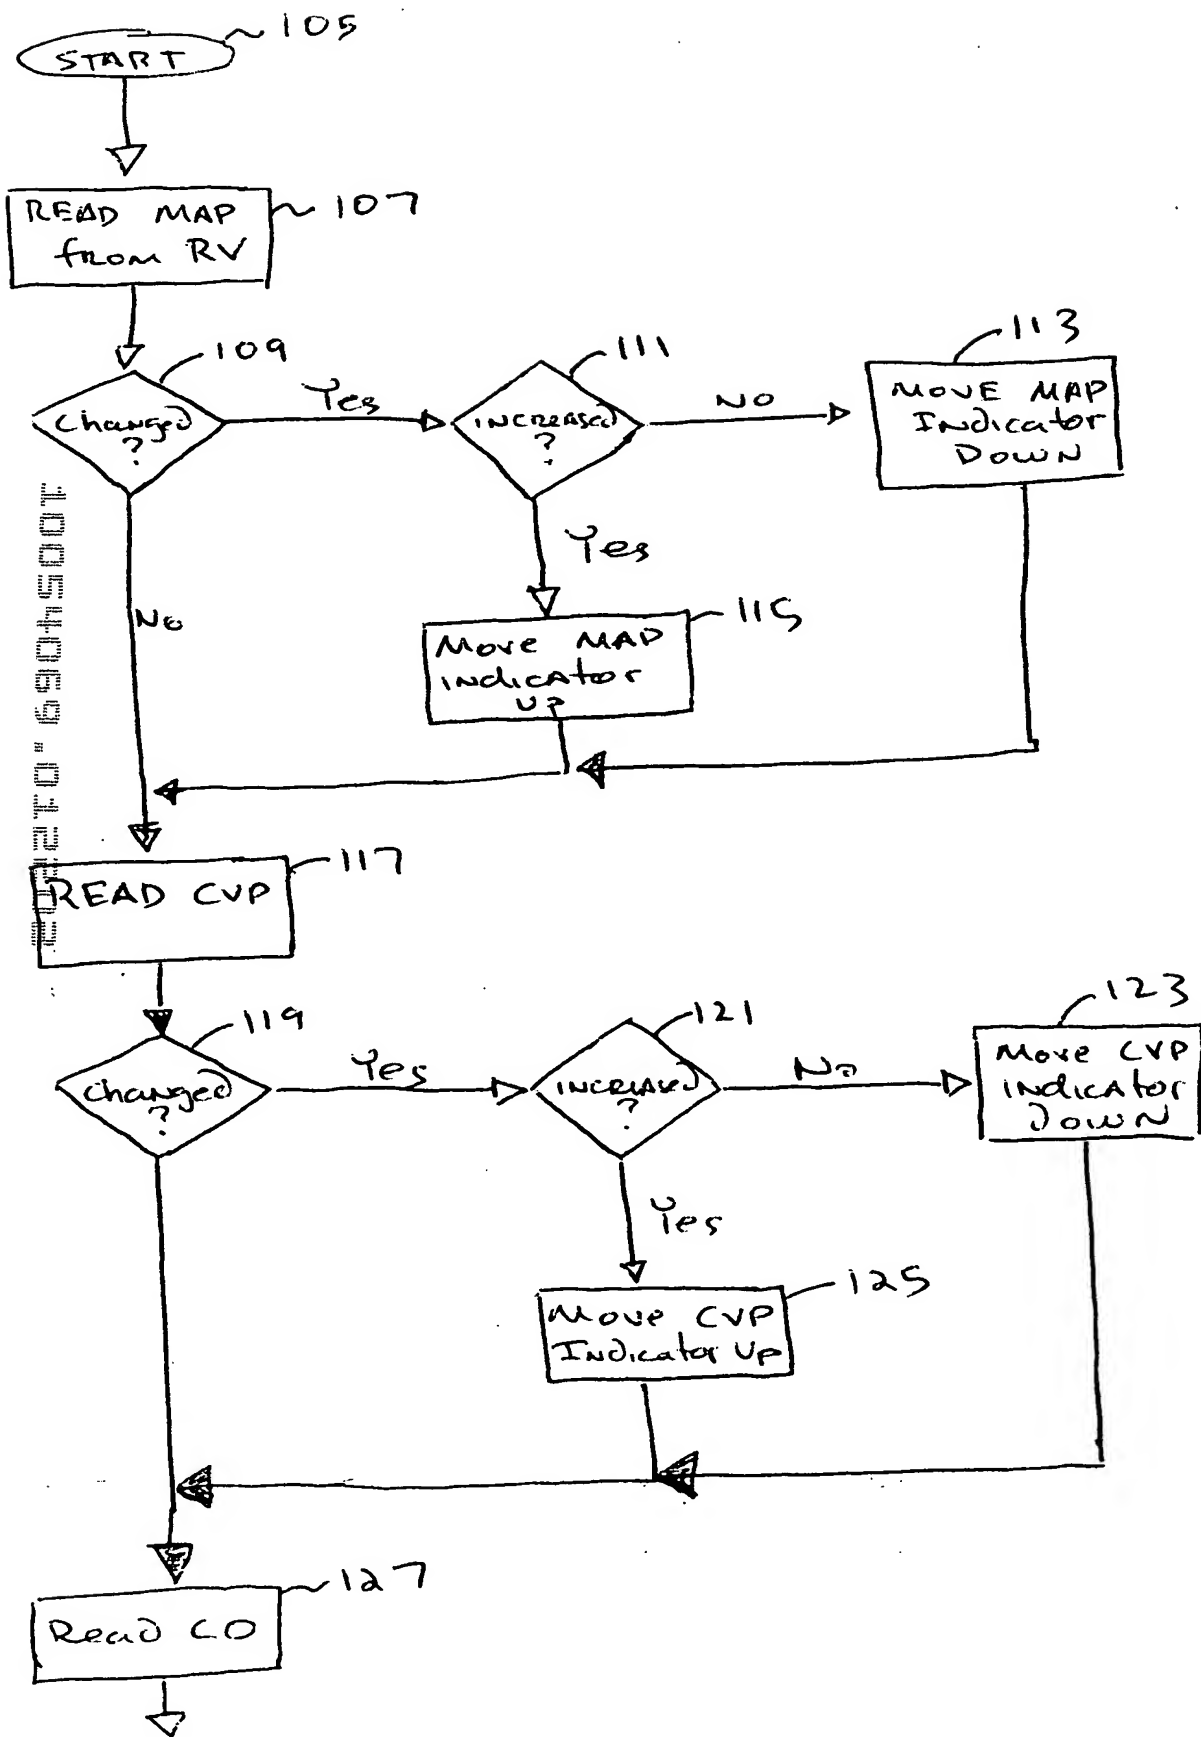 START
105
READ MAP
from RV
107
109
Changed
?
Yes
111
INCREASED
?
No
113
MOVE MAP
Indicator
DOWN
Yes
No
115
Move MAP
Indicator
UP
117
READ CVP
119
Changed
?
Yes
121
INCREASED
?
No
123
Move CVP
Indicator
DOWN
Yes
125
Move CVP
Indicator Up
127
Read CO